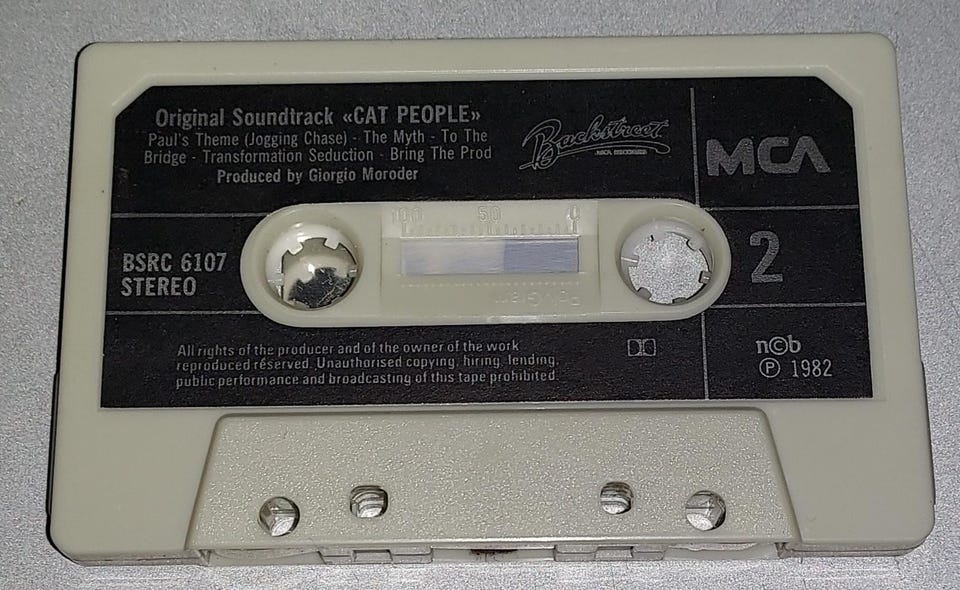 Original Soundtrack «CAT PEOPLE»
Paul's Theme (Jogging Chase) - The Myth - To The
Bridge - Transformation Seduction - Bring The Prod
Produced by Giorgio Moroder
Backstreet
MCA RECORDS
MCA
100 50 0
BSRC 6107
STEREO
2
PolyGram
All rights of the producer and of the owner of the work
reproduced reserved. Unauthorised copying, hiring, lending,
public performance and broadcasting of this tape prohibited.
n©b
℗ 1982